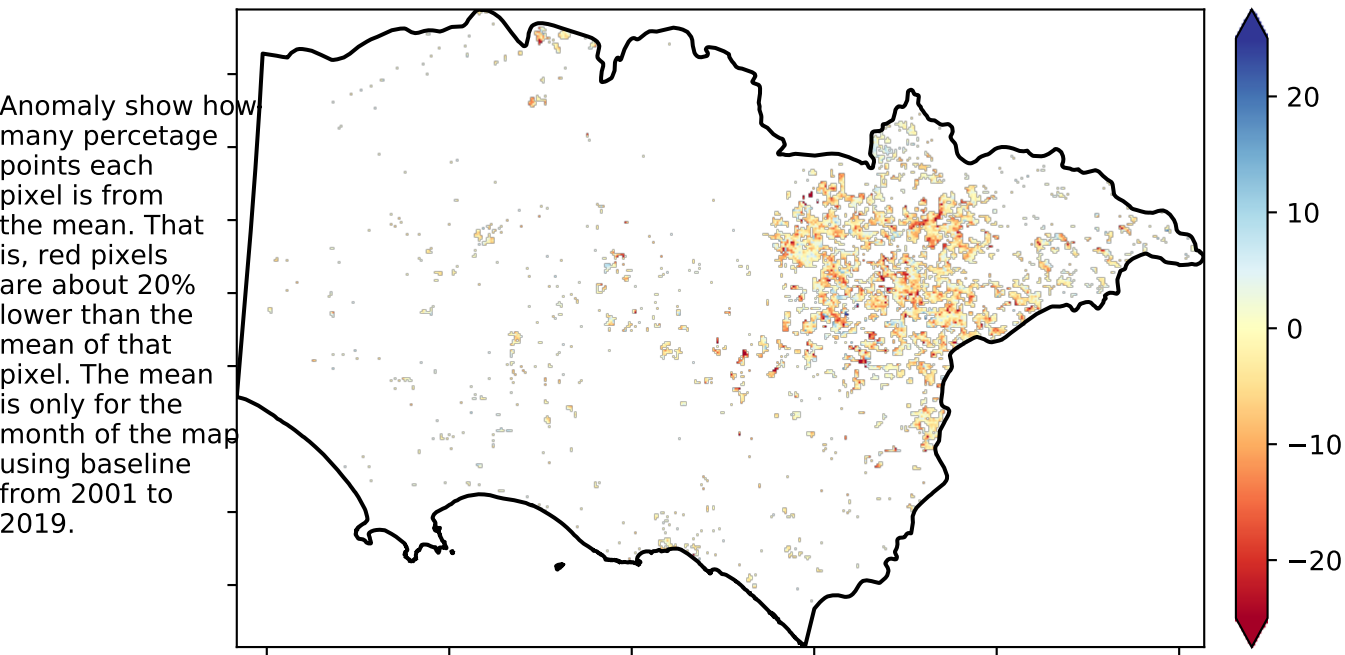 Anomaly show how
many percetage
points each
pixel is from
the mean. That
is, red pixels
are about 20%
lower than the
mean of that
pixel. The mean
is only for the
month of the map
using baseline
from 2001 to
2019.
20
10
0
−10
−20